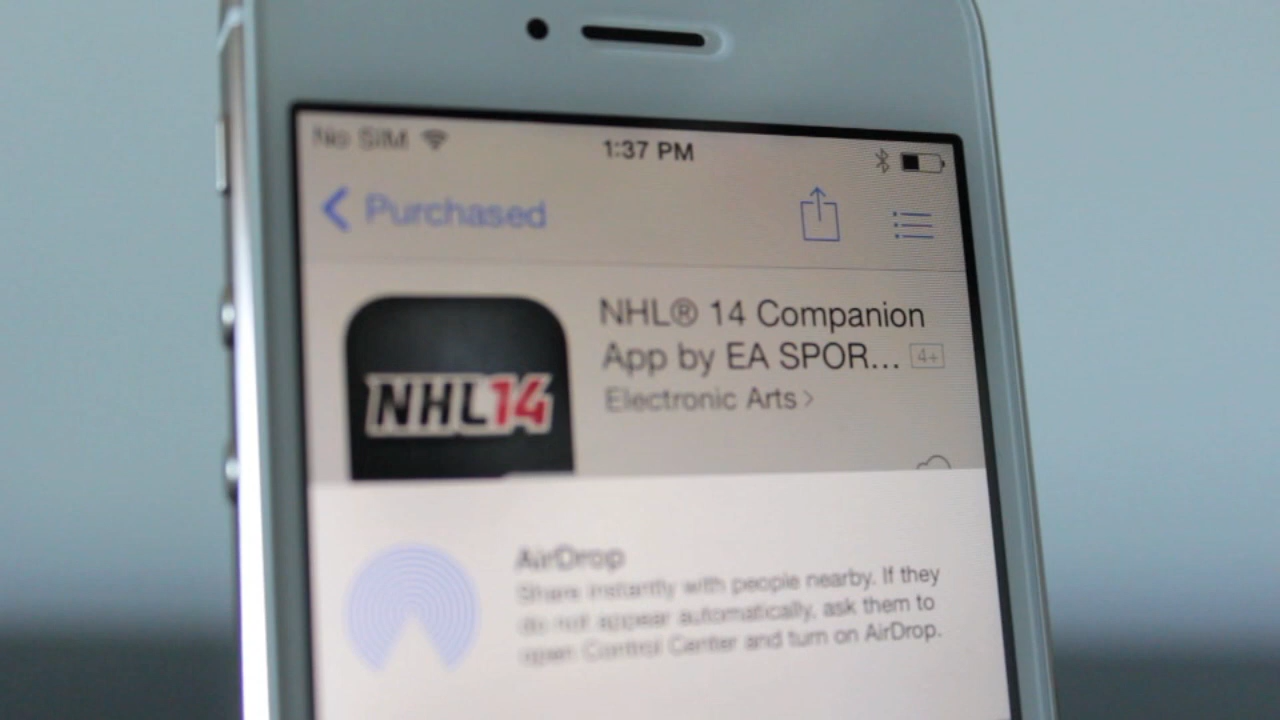 No SIM 1:37 PM
Purchased
NHL® 14 Companion
App by EA SPOR... 4+
Electronic Arts >
NHL14
AirDrop
Share instantly with people nearby. If they
do not appear automatically, ask them to
open Control Center and turn on AirDrop.